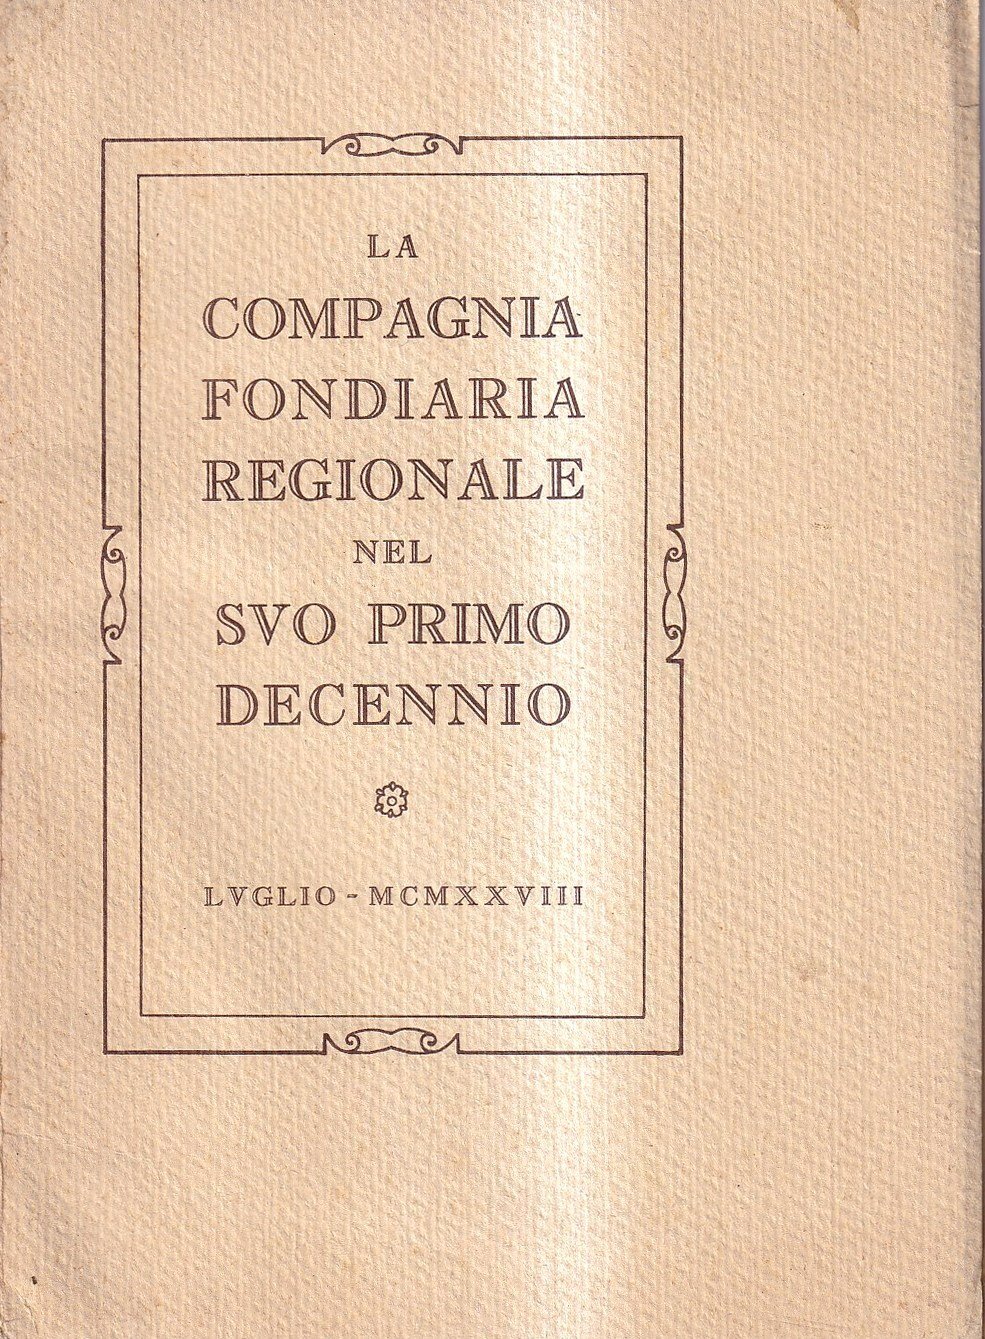 LA
COMPAGNIA
FONDIARIA
REGIONALE
NEL
SVO PRIMO
DECENNIO
LVGLIO - MCMXXVIII